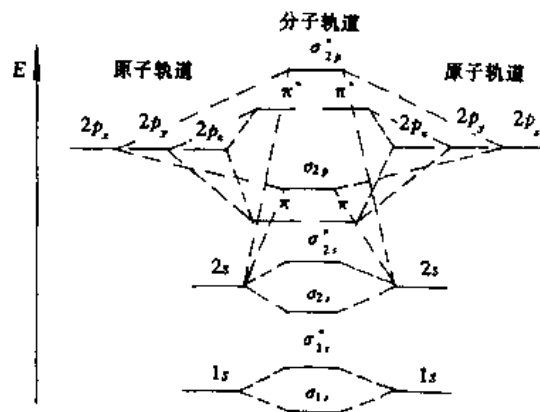 分子轨道
E
原子轨道
σ*2p
原子轨道
π* π*
2px 2py 2pz
2pz 2py 2px
σ2p
π π
σ*2s
2s 2s
σ2s
σ*1s
1s 1s
σ1s